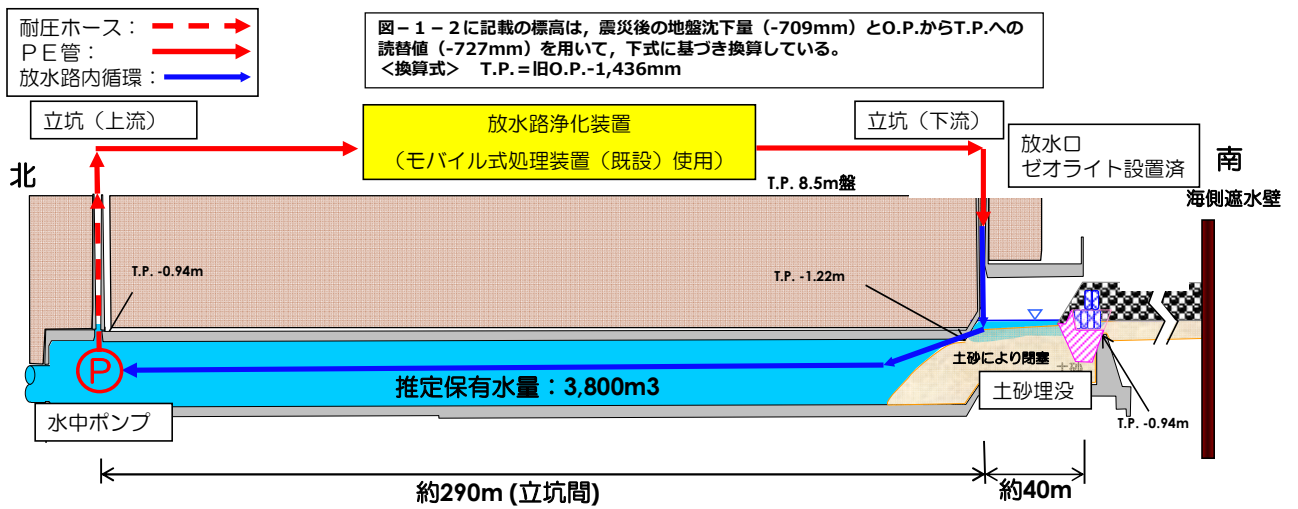 耐圧ホース：
ＰＥ管：
放水路内循環：
図－１－２に記載の標高は，震災後の地盤沈下量（-709mm）とO.P.からT.P.への
読替値（-727mm）を用いて，下式に基づき換算している。
＜換算式＞　T.P.＝旧O.P.-1,436mm
立坑（上流）
放水路浄化装置
（モバイル式処理装置（既設）使用）
立坑（下流）
放水口
ゼオライト設置済
北
南
T.P. 8.5m盤
海側遮水壁
T.P. -0.94m
T.P. -1.22m
P
推定保有水量：3,800m3
土砂により閉塞
土砂
土砂埋没
水中ポンプ
T.P. -0.94m
約290m (立坑間)
約40m